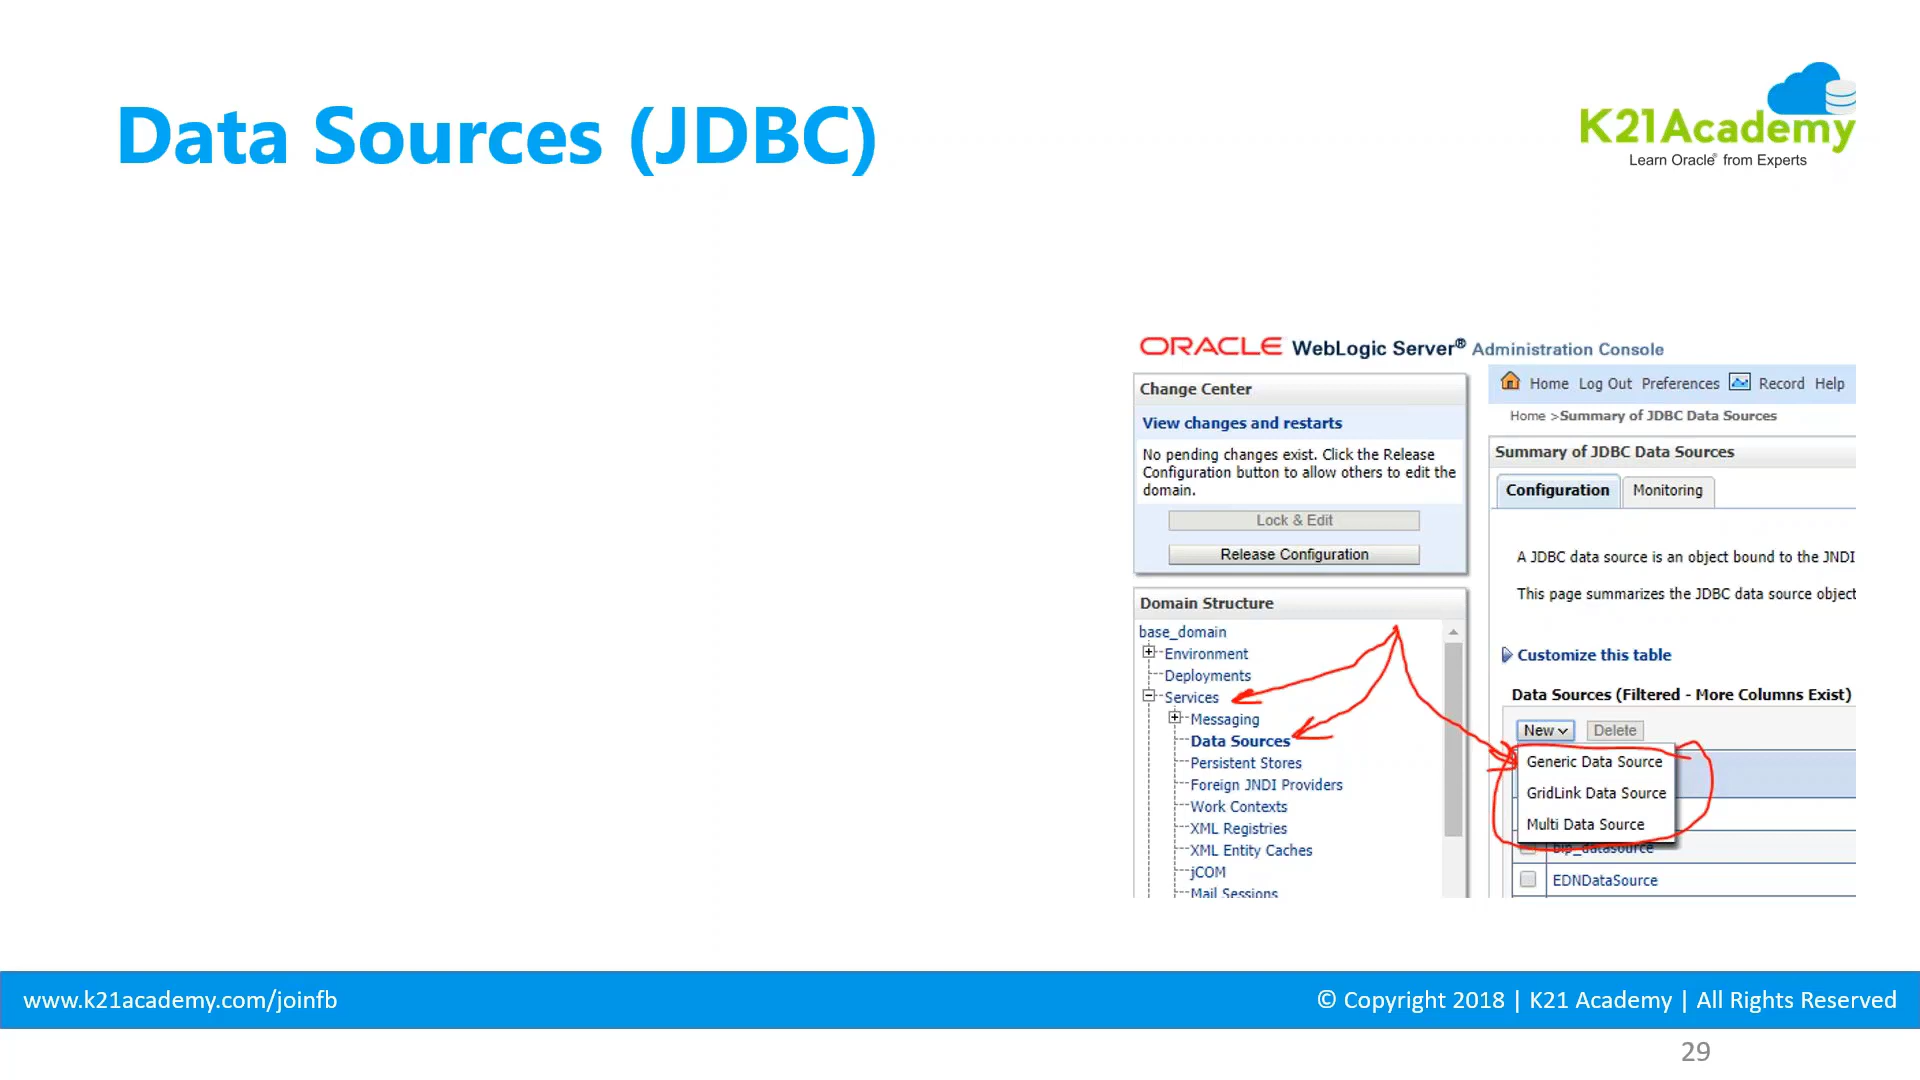 Data Sources (JDBC)
K21Academy
Learn Oracle® from Experts
ORACLE WebLogic Server® Administration Console
Change Center
View changes and restarts
No pending changes exist. Click the Release
Configuration button to allow others to edit the
domain.
Lock & Edit
Release Configuration
Domain Structure
base_domain
Environment
Deployments
Services
Messaging
Data Sources
Persistent Stores
Foreign JNDI Providers
Work Contexts
XML Registries
XML Entity Caches
jCOM
Mail Sessions
Home Log Out Preferences Record Help
Home >Summary of JDBC Data Sources
Summary of JDBC Data Sources
Configuration Monitoring
A JDBC data source is an object bound to the JNDI
This page summarizes the JDBC data source object
Customize this table
Data Sources (Filtered - More Columns Exist)
New Delete
Generic Data Source
GridLink Data Source
Multi Data Source
bip_datasource
EDNDataSource
www.k21academy.com/joinfb
© Copyright 2018 | K21 Academy | All Rights Reserved
29